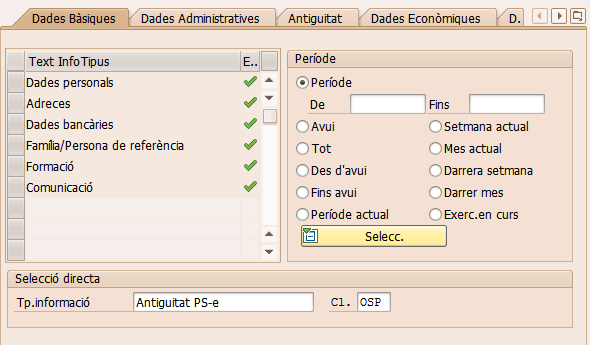 Dades Bàsiques Dades Administratives Antiguitat Dades Econòmiques D.
Text InfoTipus E..
Dades personals
Adreces
Dades bancàries
Família/Persona de referència
Formació
Comunicació
Període
Període
De Fins
Avui Setmana actual
Tot Mes actual
Des d'avui Darrera setmana
Fins avui Darrer mes
Període actual Exerc.en curs
Selecc.
Selecció directa
Tp.informació Antiguitat PS-e Cl. OSP